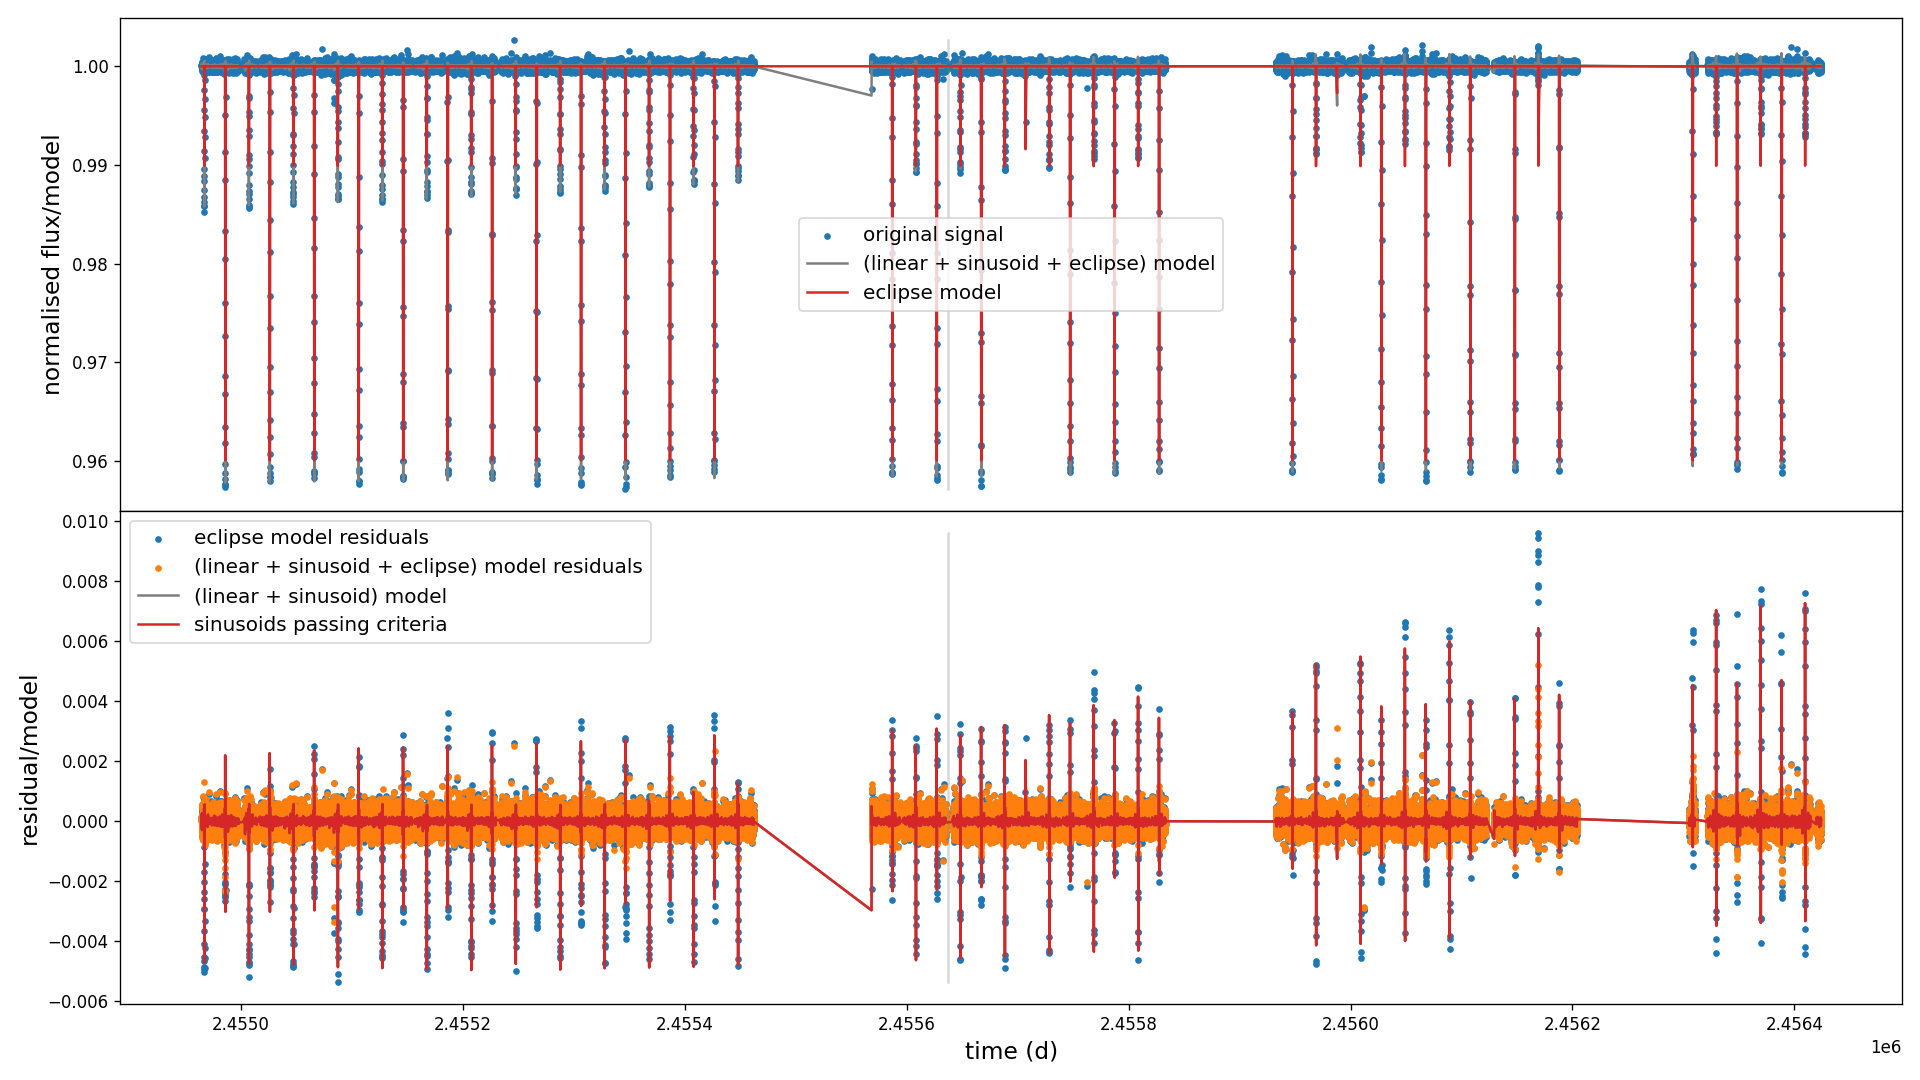 1.00
0.99
0.98
0.97
0.96
normalised flux/model
original signal
(linear + sinusoid + eclipse) model
eclipse model
0.010
0.008
0.006
0.004
0.002
0.000
−0.002
−0.004
−0.006
residual/model
eclipse model residuals
(linear + sinusoid + eclipse) model residuals
(linear + sinusoid) model
sinusoids passing criteria
2.4550 2.4552 2.4554 2.4556 2.4558 2.4560 2.4562 2.4564
1e6
time (d)